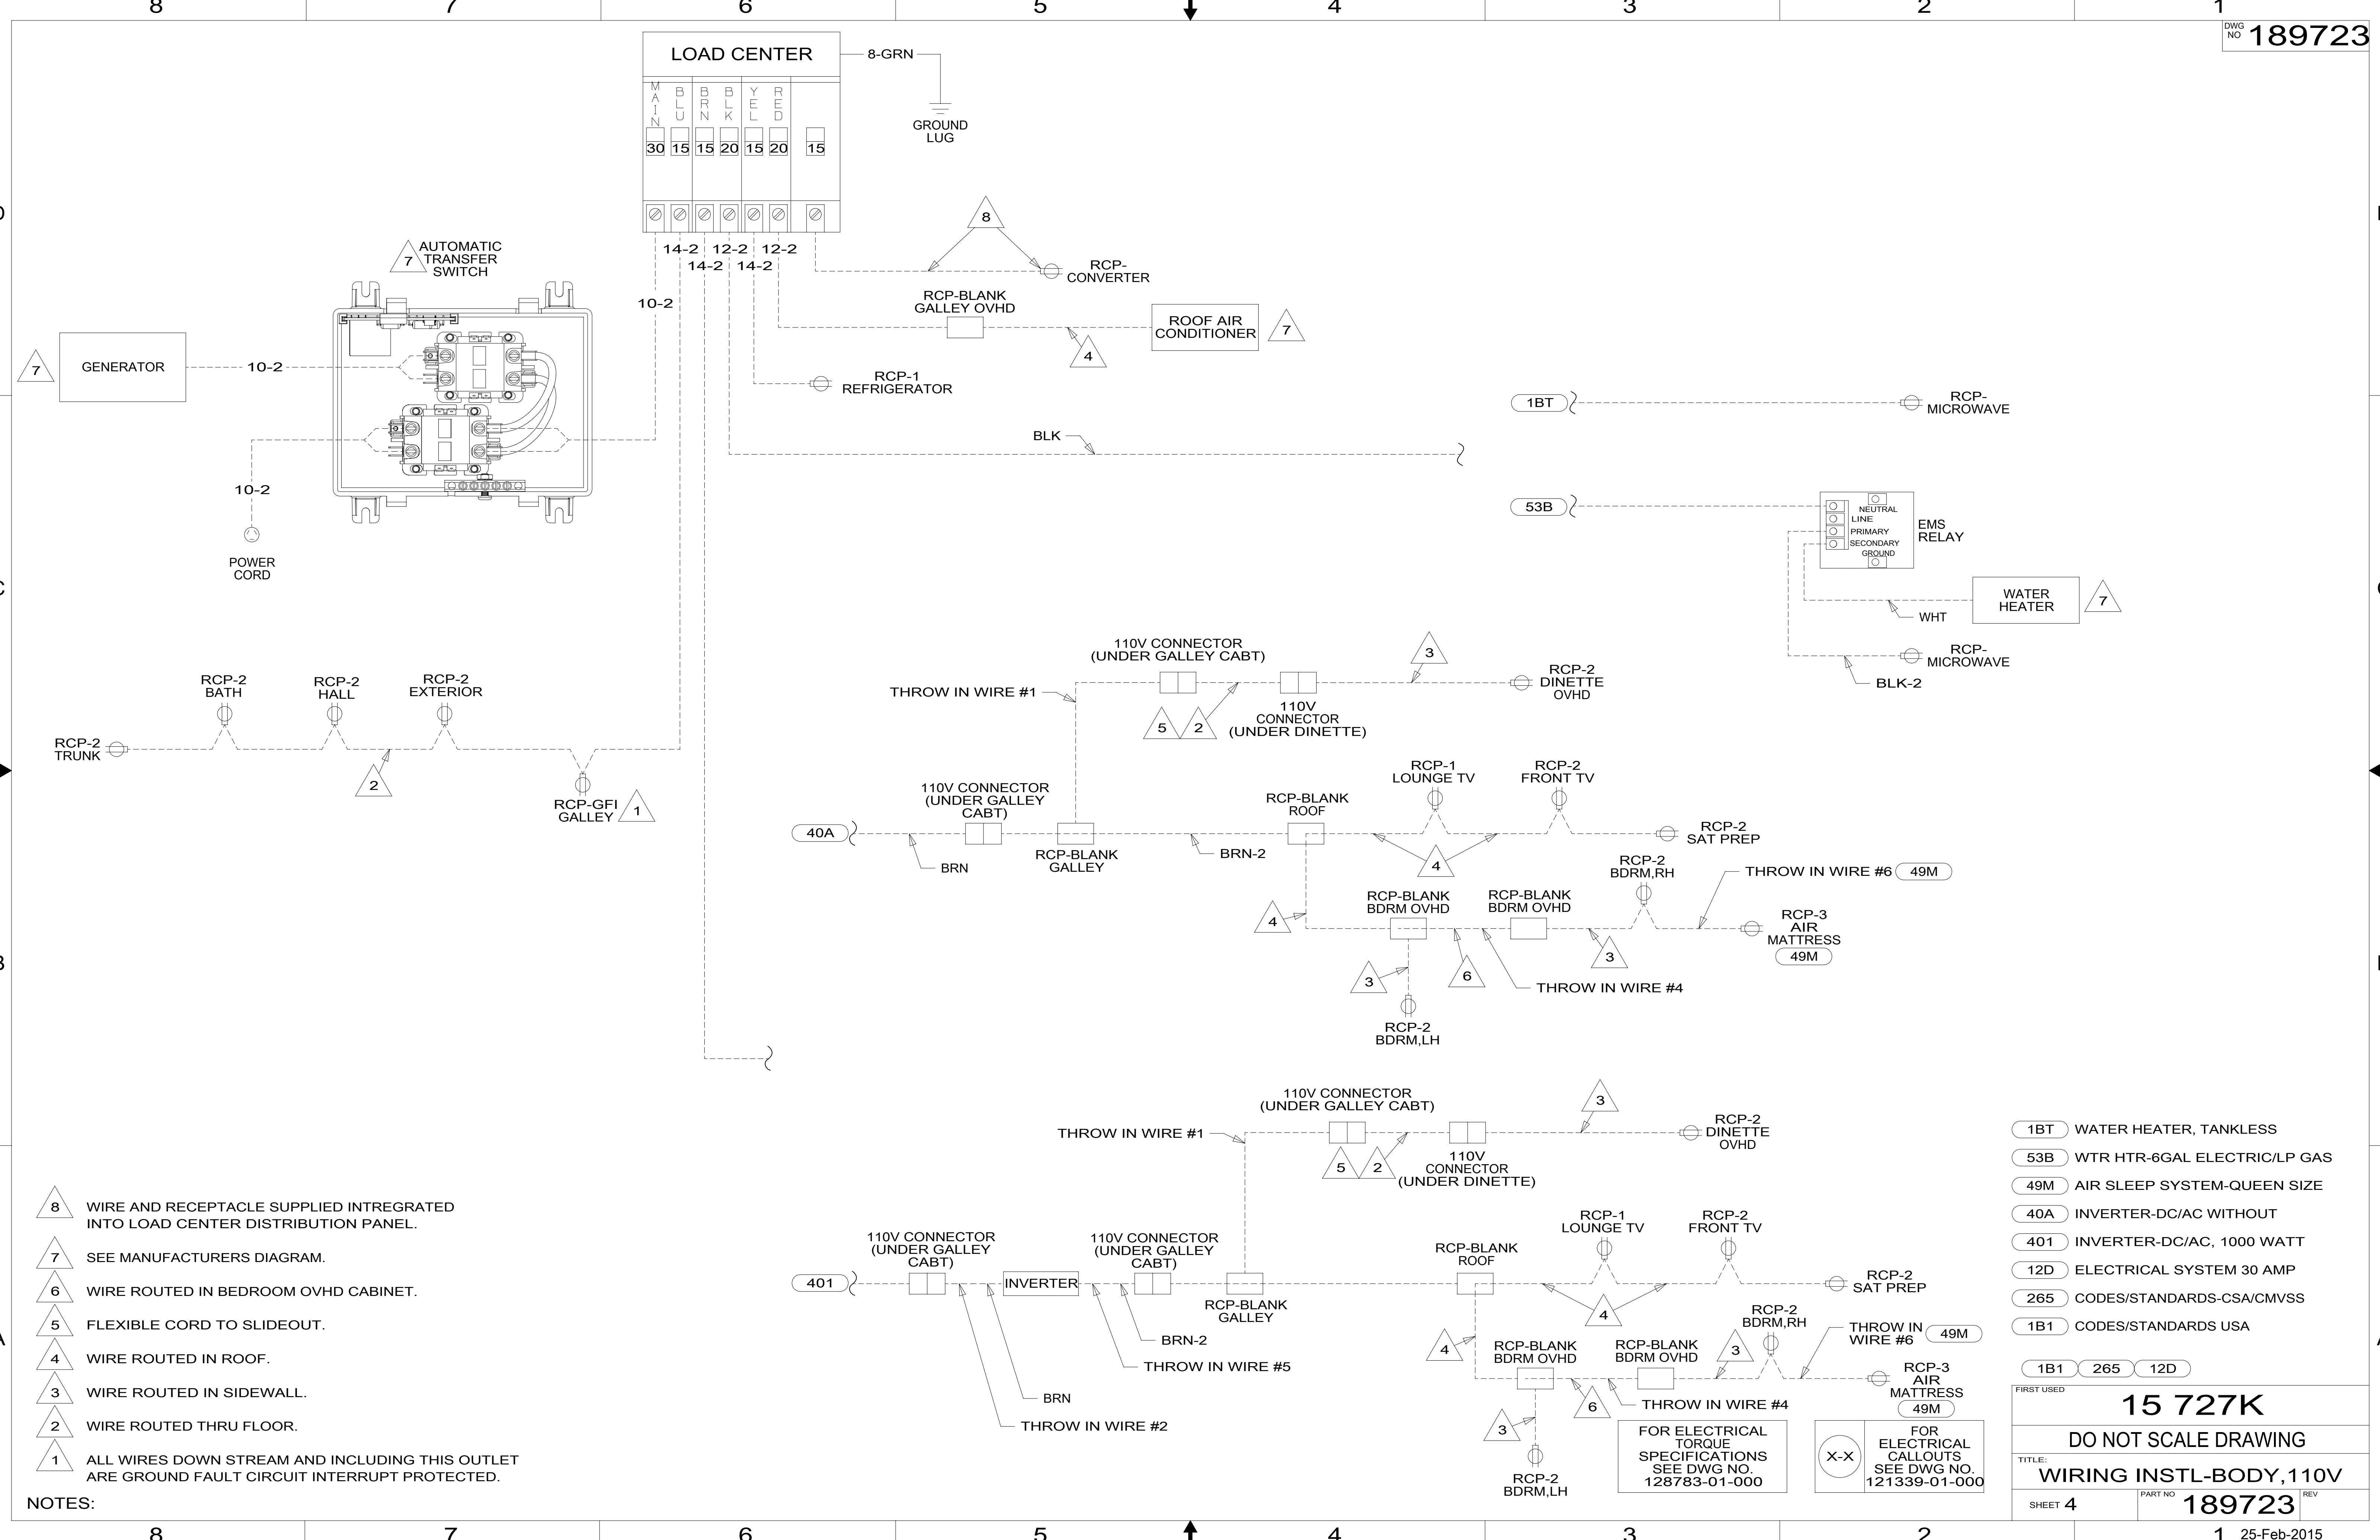 8 7 6 5 4 3 2 1
DWG NO 189723
LOAD CENTER
8-GRN
GROUND
LUG
MAIN BLU BRN BLK YEL RED
30 15 15 20 15 20 15
14-2 12-2 12-2
14-2 14-2
10-2
8
RCP-
CONVERTER
RCP-BLANK
GALLEY OVHD
4
ROOF AIR
CONDITIONER
7
RCP-1
REFRIGERATOR
BLK
7
AUTOMATIC
TRANSFER
SWITCH
7
GENERATOR
10-2
10-2
POWER
CORD
1BT
RCP-
MICROWAVE
53B
NEUTRAL
LINE
PRIMARY
SECONDARY
GROUND
EMS
RELAY
WATER
HEATER
7
WHT
RCP-
MICROWAVE
BLK-2
RCP-2
BATH
RCP-2
HALL
RCP-2
EXTERIOR
RCP-2
TRUNK
2
RCP-GFI
GALLEY
1
110V CONNECTOR
(UNDER GALLEY CABT)
3
THROW IN WIRE #1
RCP-2
DINETTE
OVHD
5 2
110V
CONNECTOR
(UNDER DINETTE)
40A
110V CONNECTOR
(UNDER GALLEY
CABT)
BRN
RCP-BLANK
GALLEY
BRN-2
RCP-BLANK
ROOF
RCP-1
LOUNGE TV
RCP-2
FRONT TV
RCP-2
SAT PREP
4
RCP-2
BDRM,RH
THROW IN WIRE #6 49M
4
RCP-BLANK
BDRM OVHD
RCP-BLANK
BDRM OVHD
RCP-3
AIR
MATTRESS
49M
3
6
3
THROW IN WIRE #4
RCP-2
BDRM,LH
110V CONNECTOR
(UNDER GALLEY CABT)
3
THROW IN WIRE #1
RCP-2
DINETTE
OVHD
5 2
110V
CONNECTOR
(UNDER DINETTE)
401
110V CONNECTOR
(UNDER GALLEY
CABT)
INVERTER
110V CONNECTOR
(UNDER GALLEY
CABT)
RCP-BLANK
GALLEY
BRN-2
THROW IN WIRE #5
BRN
THROW IN WIRE #2
RCP-BLANK
ROOF
RCP-1
LOUNGE TV
RCP-2
FRONT TV
RCP-2
SAT PREP
4
RCP-2
BDRM,RH
THROW IN
WIRE #6 49M
4
RCP-BLANK
BDRM OVHD
RCP-BLANK
BDRM OVHD
3
RCP-3
AIR
MATTRESS
49M
6
THROW IN WIRE #4
3
RCP-2
BDRM,LH
8 WIRE AND RECEPTACLE SUPPLIED INTREGRATED
INTO LOAD CENTER DISTRIBUTION PANEL.
7 SEE MANUFACTURERS DIAGRAM.
6 WIRE ROUTED IN BEDROOM OVHD CABINET.
5 FLEXIBLE CORD TO SLIDEOUT.
4 WIRE ROUTED IN ROOF.
3 WIRE ROUTED IN SIDEWALL.
2 WIRE ROUTED THRU FLOOR.
1 ALL WIRES DOWN STREAM AND INCLUDING THIS OUTLET
ARE GROUND FAULT CIRCUIT INTERRUPT PROTECTED.
NOTES:
FOR ELECTRICAL
TORQUE
SPECIFICATIONS
SEE DWG NO.
128783-01-000
X-X
FOR
ELECTRICAL
CALLOUTS
SEE DWG NO.
121339-01-000
1BT WATER HEATER, TANKLESS
53B WTR HTR-6GAL ELECTRIC/LP GAS
49M AIR SLEEP SYSTEM-QUEEN SIZE
40A INVERTER-DC/AC WITHOUT
401 INVERTER-DC/AC, 1000 WATT
12D ELECTRICAL SYSTEM 30 AMP
265 CODES/STANDARDS-CSA/CMVSS
1B1 CODES/STANDARDS USA
1B1 265 12D
FIRST USED
15 727K
DO NOT SCALE DRAWING
TITLE:
WIRING INSTL-BODY,110V
SHEET 4 PART NO 189723 REV
8 7 6 5 4 3 2 1
25-Feb-2015